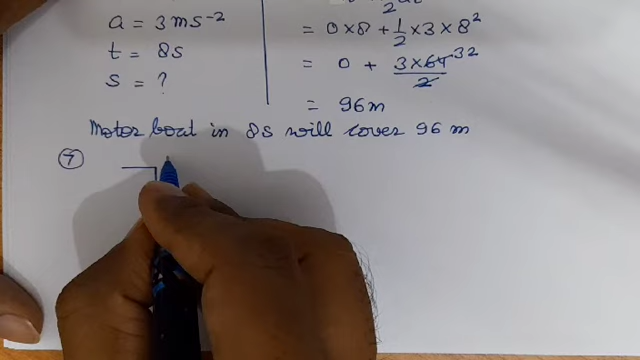 a = 3 ms⁻²
t = 8s
s = ?
= 0×8 + 1/2 × 3 × 8²
= 0 + 3×64 32 / 2
= 96m
Motor boat in 8s will cover 96 m
7